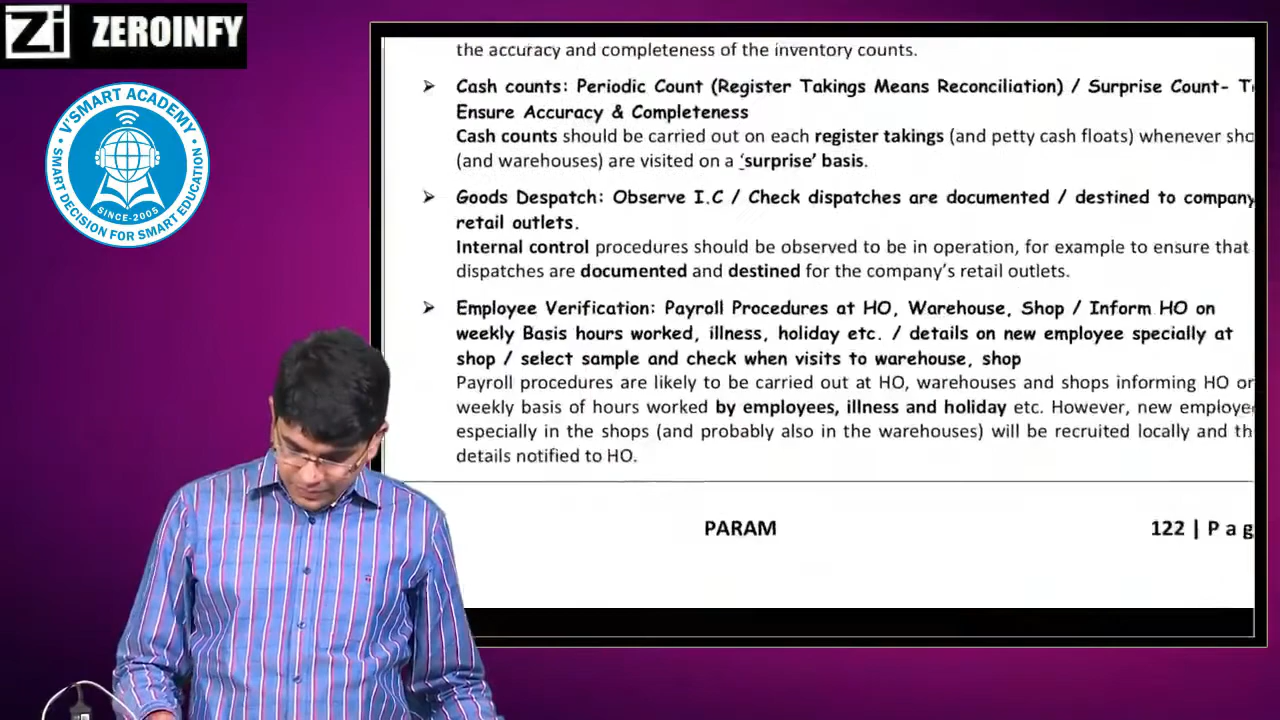 ZEROINFY
V'SMART ACADEMY
SINCE-2005
SMART DECISION FOR SMART EDUCATION
the accuracy and completeness of the inventory counts.
➤ Cash counts: Periodic Count (Register Takings Means Reconciliation) / Surprise Count- T
Ensure Accuracy & Completeness
Cash counts should be carried out on each register takings (and petty cash floats) whenever sho
(and warehouses) are visited on a 'surprise' basis.
➤ Goods Despatch: Observe I.C / Check dispatches are documented / destined to company
retail outlets.
Internal control procedures should be observed to be in operation, for example to ensure that
dispatches are documented and destined for the company's retail outlets.
➤ Employee Verification: Payroll Procedures at HO, Warehouse, Shop / Inform HO on
weekly Basis hours worked, illness, holiday etc. / details on new employee specially at
shop / select sample and check when visits to warehouse, shop
Payroll procedures are likely to be carried out at HO, warehouses and shops informing HO or
weekly basis of hours worked by employees, illness and holiday etc. However, new employe
especially in the shops (and probably also in the warehouses) will be recruited locally and th
details notified to HO.
PARAM
122 | P a g